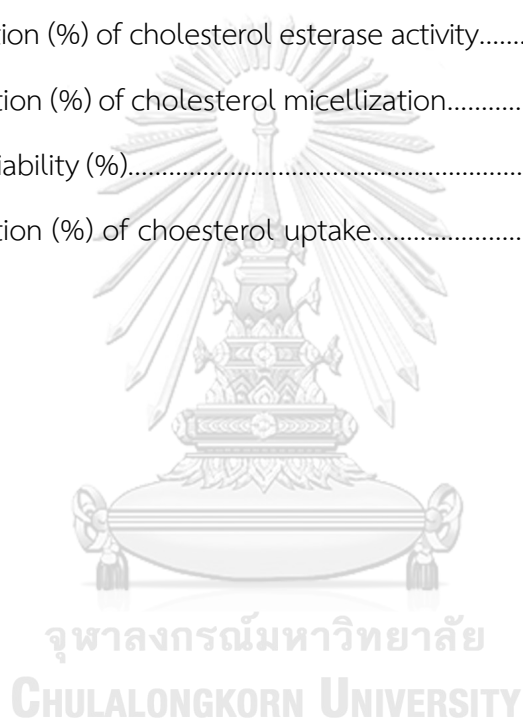 ion (%) of cholesterol esterase activity.......
tion (%) of cholesterol micellization............
iability (%)..............................................................
tion (%) of choesterol uptake.......................
จุฬาลงกรณ์มหาวิทยาลัย
CHULALONGKORN UNIVERSITY